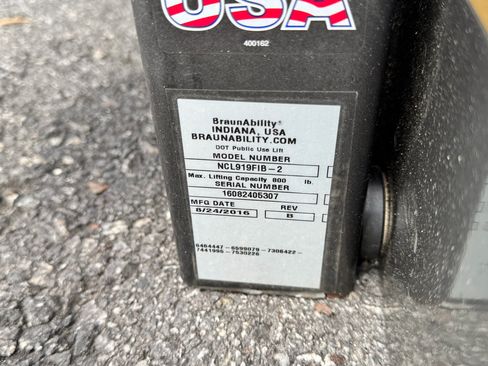 USA
400162
BraunAbility®
INDIANA, USA
BRAUNABILITY.COM
DOT Public Use Lift
MODEL NUMBER
NCL919FIB-2
Max. Lifting Capacity 800 lb.
SERIAL NUMBER
16082405307
MFG DATE REV
8/24/2016 B
6464447-6599079-7308422-
7441995-7530226